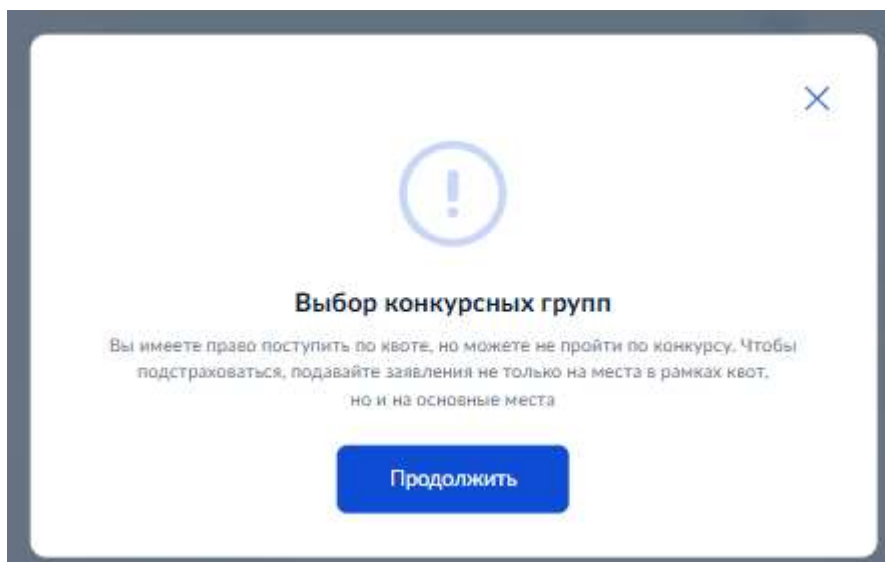 Выбор конкурсных групп
Вы имеете право поступить по квоте, но можете не пройти по конкурсу. Чтобы
подстраховаться, подавайте заявления не только на места в рамках квот,
но и на основные места
Продолжить